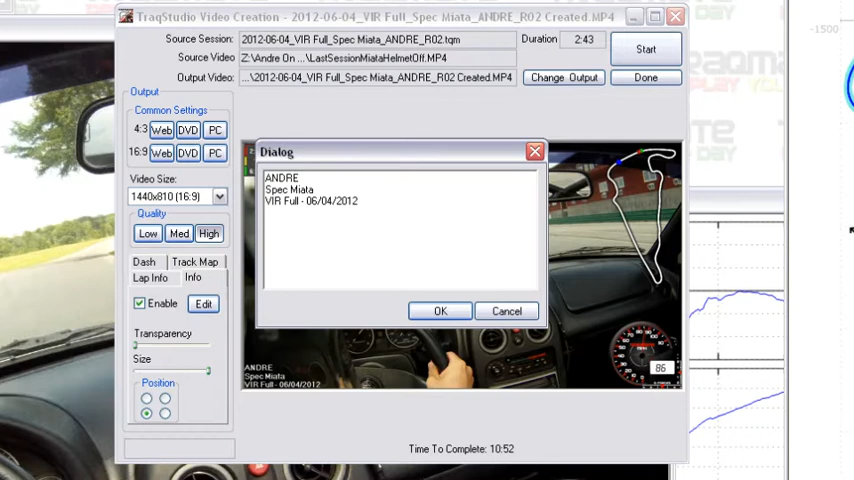 TraqStudio Video Creation - 2012-06-04_VIR Full_Spec Miata_ANDRE_R02 Created.MP4
Source Session: 2012-06-04_VIR Full_Spec Miata_ANDRE_R02.tqm Duration 2:43
Start
Source Video Z:\Andre On ...\LastSessionMiataHelmetOff.MP4
Output Video: ...\2012-06-04_VIR Full_Spec Miata_ANDRE_R02 Created.MP4 Change Output Done
Output
Common Settings
4:3 Web DVD PC
16:9 Web DVD PC
Video Size:
1440x810 (16:9)
Quality
Low Med High
Dash Track Map
Lap Info Info
Enable Edit
Transparency
Size
Position
Dialog
ANDRE
Spec Miata
VIR Full - 06/04/2012
OK Cancel
ANDRE
Spec Miata
VIR Full - 06/04/2012
86
Time To Complete: 10:52
-1500